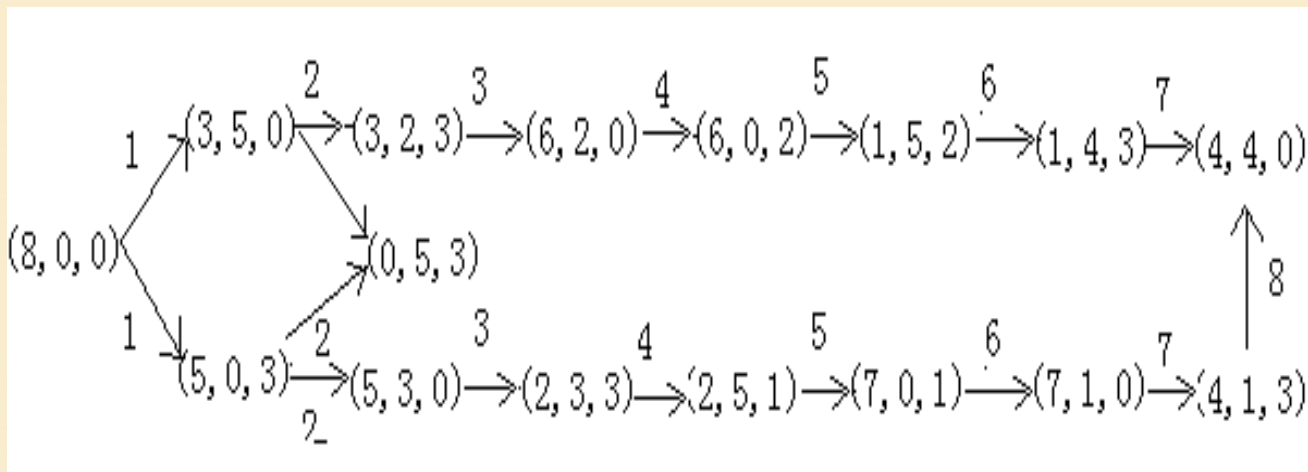 2 3 4 5 6 7
1 (3,5,0) (3,2,3) (6,2,0) (6,0,2) (1,5,2) (1,4,3) (4,4,0)
(8,0,0) (0,5,3) 8
1 2 3 4 5 6 7
(5,0,3) (5,3,0) (2,3,3) (2,5,1) (7,0,1) (7,1,0) (4,1,3)
2